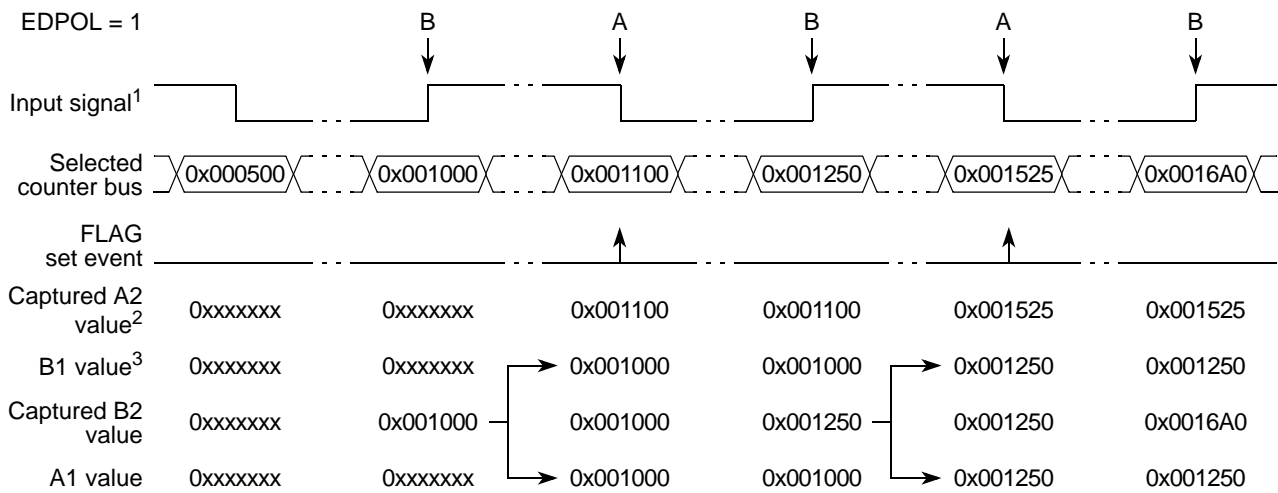 EDPOL = 1 B A B A B
Input signal1
Selected
counter bus
0x000500 0x001000 0x001100 0x001250 0x001525 0x0016A0
FLAG
set event
Captured A2
value2
0xxxxxxx 0xxxxxxx 0x001100 0x001100 0x001525 0x001525
B1 value3 0xxxxxxx 0xxxxxxx 0x001000 0x001000 0x001250 0x001250
Captured B2
value
0xxxxxxx 0x001000 0x001000 0x001250 0x001250 0x0016A0
A1 value 0xxxxxxx 0xxxxxxx 0x001000 0x001000 0x001250 0x001250